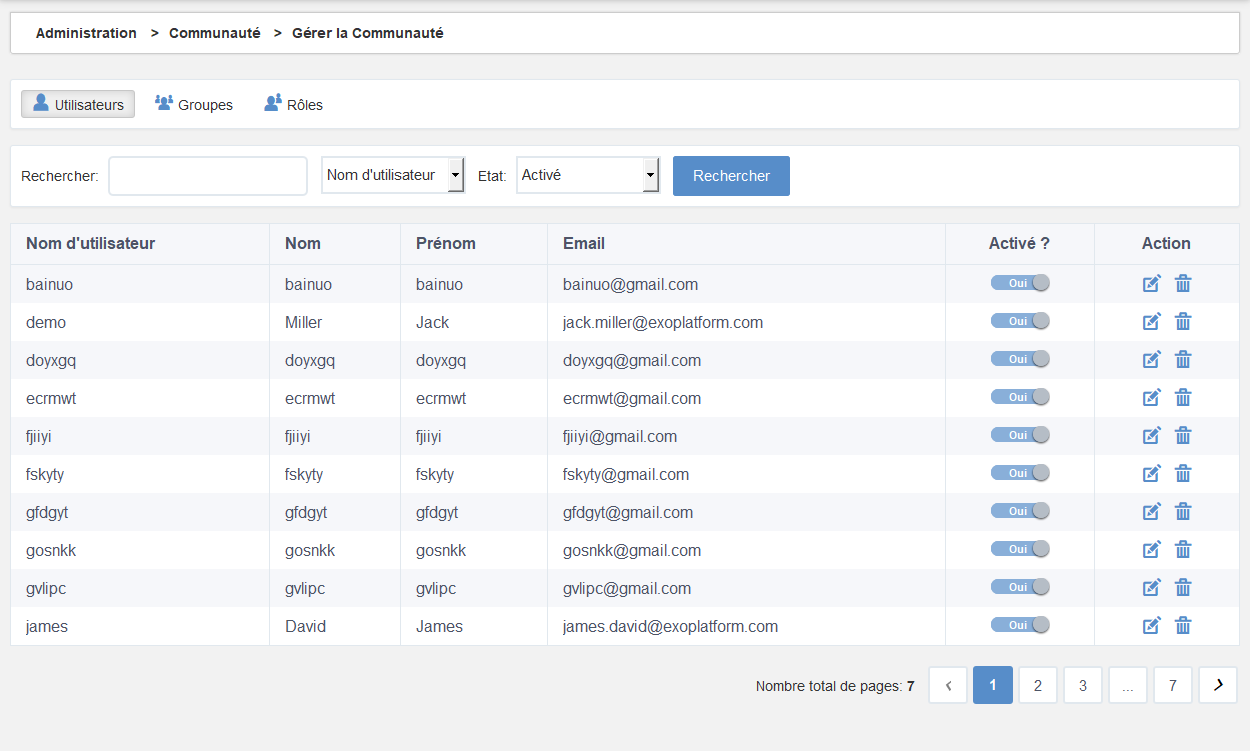 Administration > Communauté > Gérer la Communauté
Utilisateurs Groupes Rôles
Rechercher: Nom d'utilisateur Etat: Activé Rechercher
Nom d'utilisateur Nom Prénom Email Activé ? Action
bainuo bainuo bainuo bainuo@gmail.com Oui
demo Miller Jack jack.miller@exoplatform.com Oui
doyxgq doyxgq doyxgq doyxgq@gmail.com Oui
ecrmwt ecrmwt ecrmwt ecrmwt@gmail.com Oui
fjiiyi fjiiyi fjiiyi fjiiyi@gmail.com Oui
fskyty fskyty fskyty fskyty@gmail.com Oui
gfdgyt gfdgyt gfdgyt gfdgyt@gmail.com Oui
gosnkk gosnkk gosnkk gosnkk@gmail.com Oui
gvlipc gvlipc gvlipc gvlipc@gmail.com Oui
james David James james.david@exoplatform.com Oui
Nombre total de pages: 7 ‹ 1 2 3 ... 7 ›